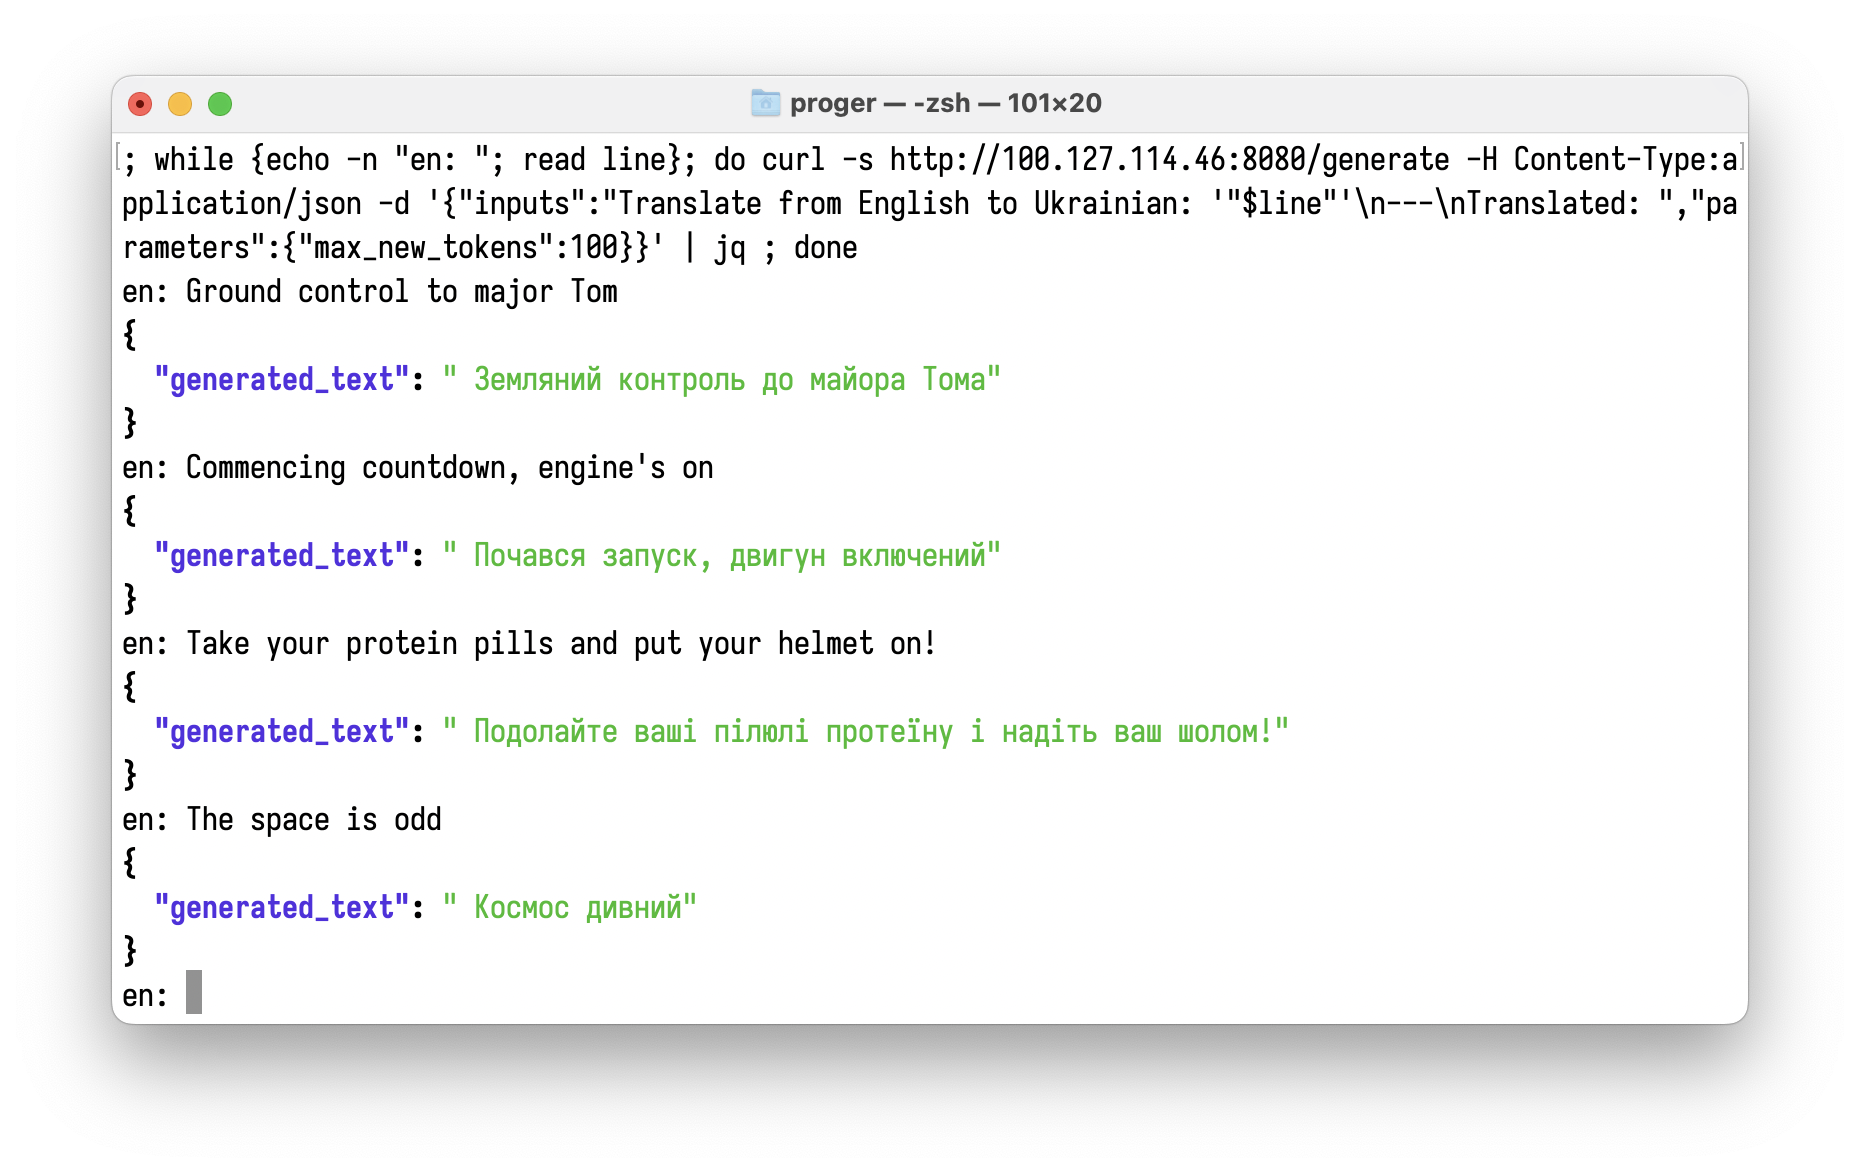 proger — -zsh — 101×20
; while {echo -n "en: "; read line}; do curl -s http://100.127.114.46:8080/generate -H Content-Type:a
pplication/json -d '{"inputs":"Translate from English to Ukrainian: '"$line"'\n---\nTranslated: ","pa
rameters":{"max_new_tokens":100}}' | jq ; done
en: Ground control to major Tom
{
  "generated_text": " Земляний контроль до майора Тома"
}
en: Commencing countdown, engine's on
{
  "generated_text": " Почався запуск, двигун включений"
}
en: Take your protein pills and put your helmet on!
{
  "generated_text": " Подолайте ваші пілюлі протеїну і надіть ваш шолом!"
}
en: The space is odd
{
  "generated_text": " Космос дивний"
}
en: